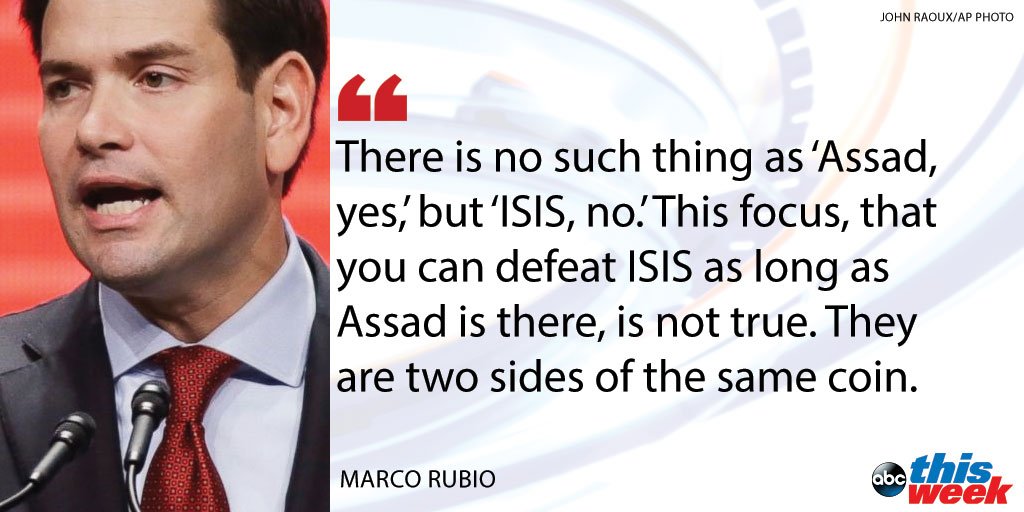 JOHN RAOUX/AP PHOTO
“
There is no such thing as ‘Assad,
yes,’ but ‘ISIS, no.’ This focus, that
you can defeat ISIS as long as
Assad is there, is not true. They
are two sides of the same coin.
MARCO RUBIO
abc this
week